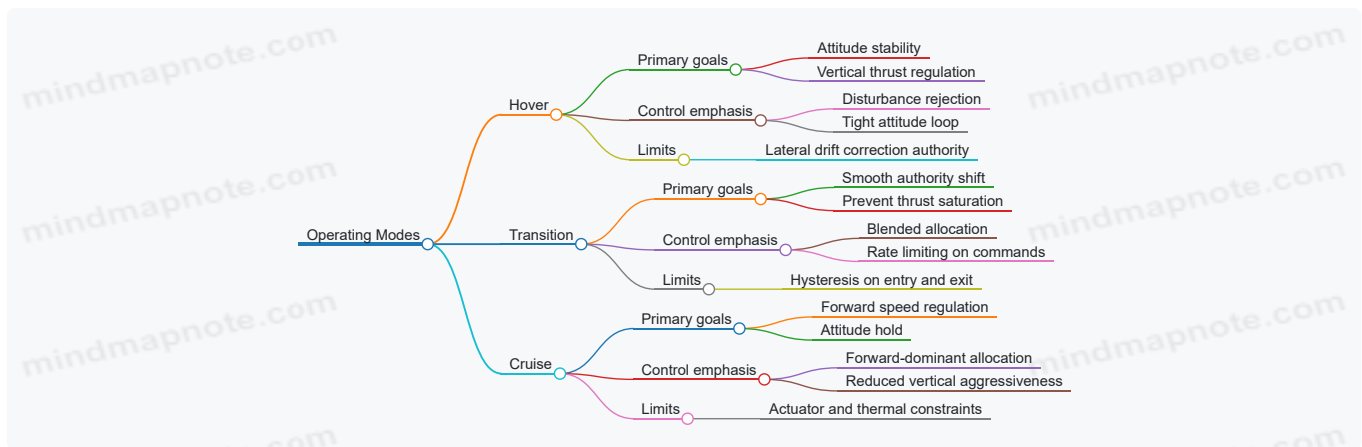 mindmapnote.com
mindmapnote.com
Operating Modes
Hover
Primary goals
Attitude stability
Vertical thrust regulation
Control emphasis
Disturbance rejection
Tight attitude loop
Limits
Lateral drift correction authority
mindmapnote.com
mindmapnote.com
Transition
Primary goals
Smooth authority shift
Prevent thrust saturation
Control emphasis
Blended allocation
Rate limiting on commands
Limits
Hysteresis on entry and exit
mindmapnote.com
mindmapnote.com
Cruise
Primary goals
Forward speed regulation
Attitude hold
Control emphasis
Forward-dominant allocation
Reduced vertical aggressiveness
Limits
Actuator and thermal constraints